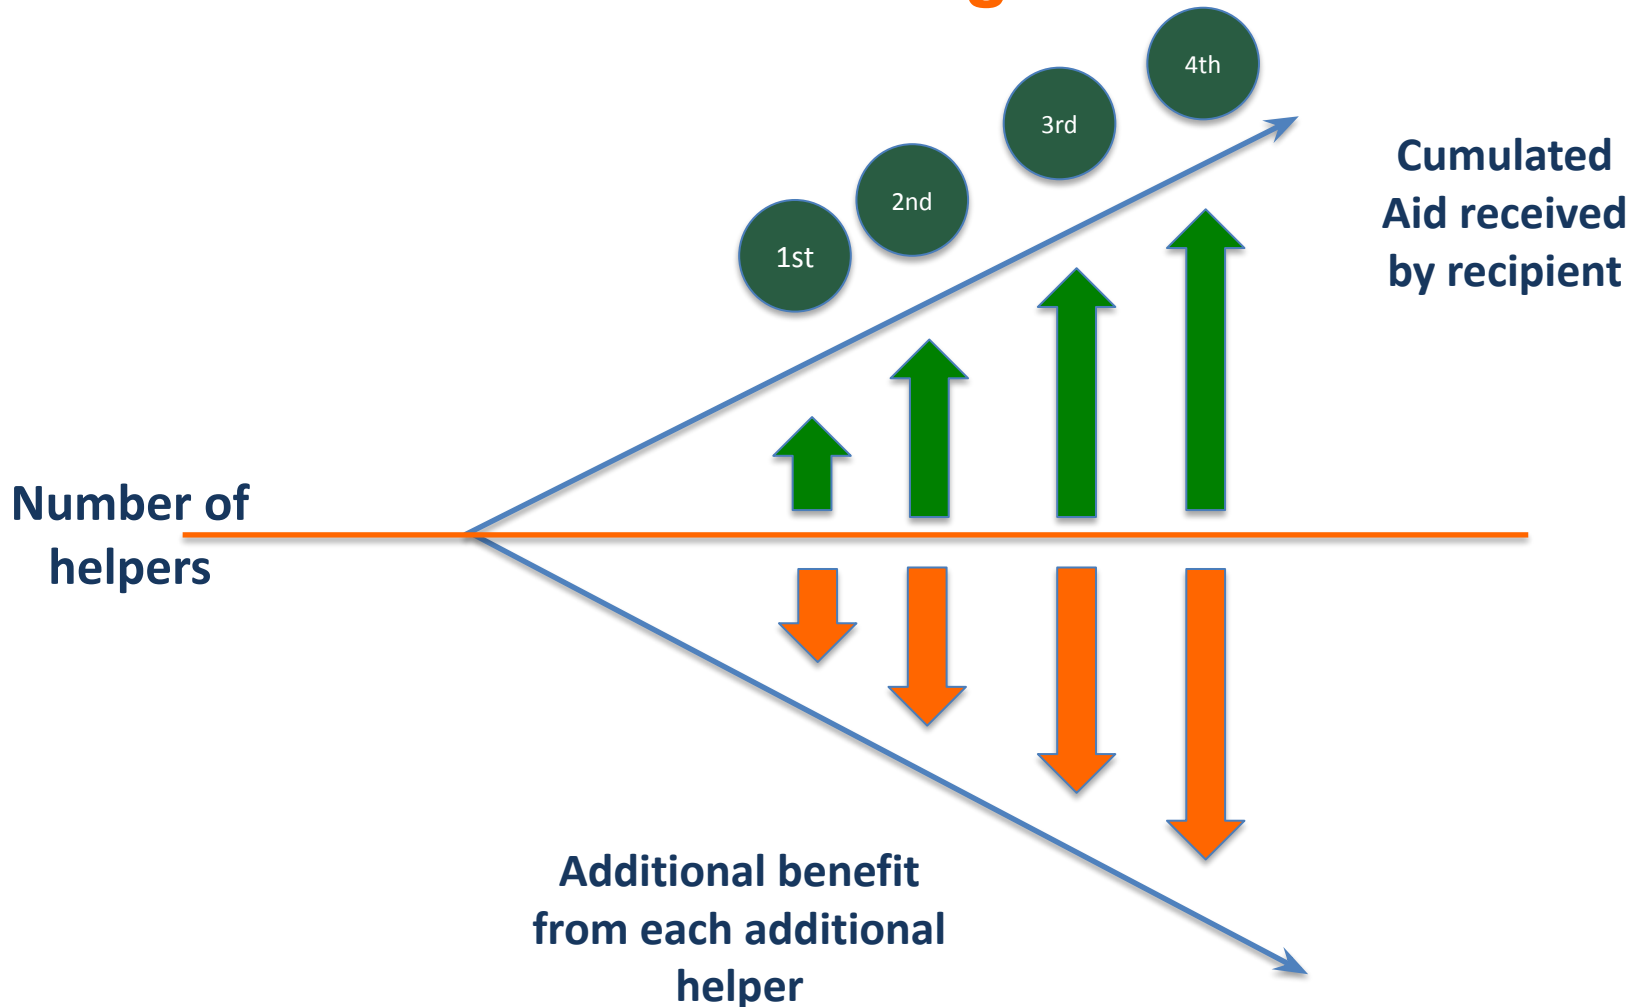 4th
3rd
2nd
1st
Cumulated
Aid received
by recipient
Number of
helpers
Additional benefit
from each additional
helper